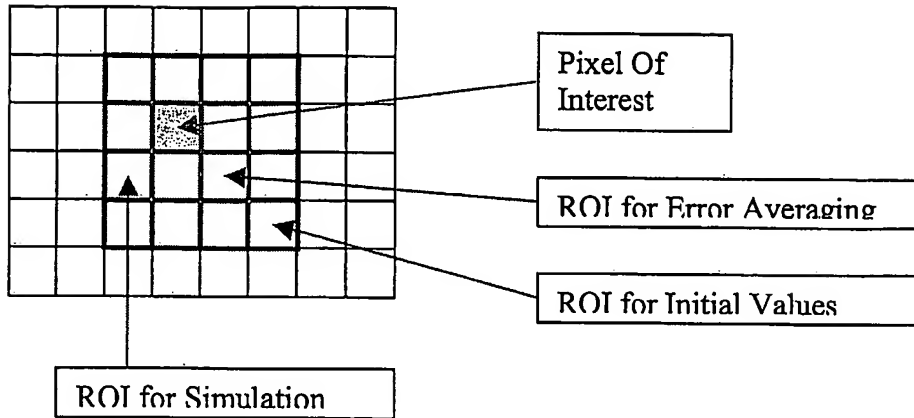 Pixel Of
Interest
ROI for Error Averaging
ROI for Initial Values
ROI for Simulation